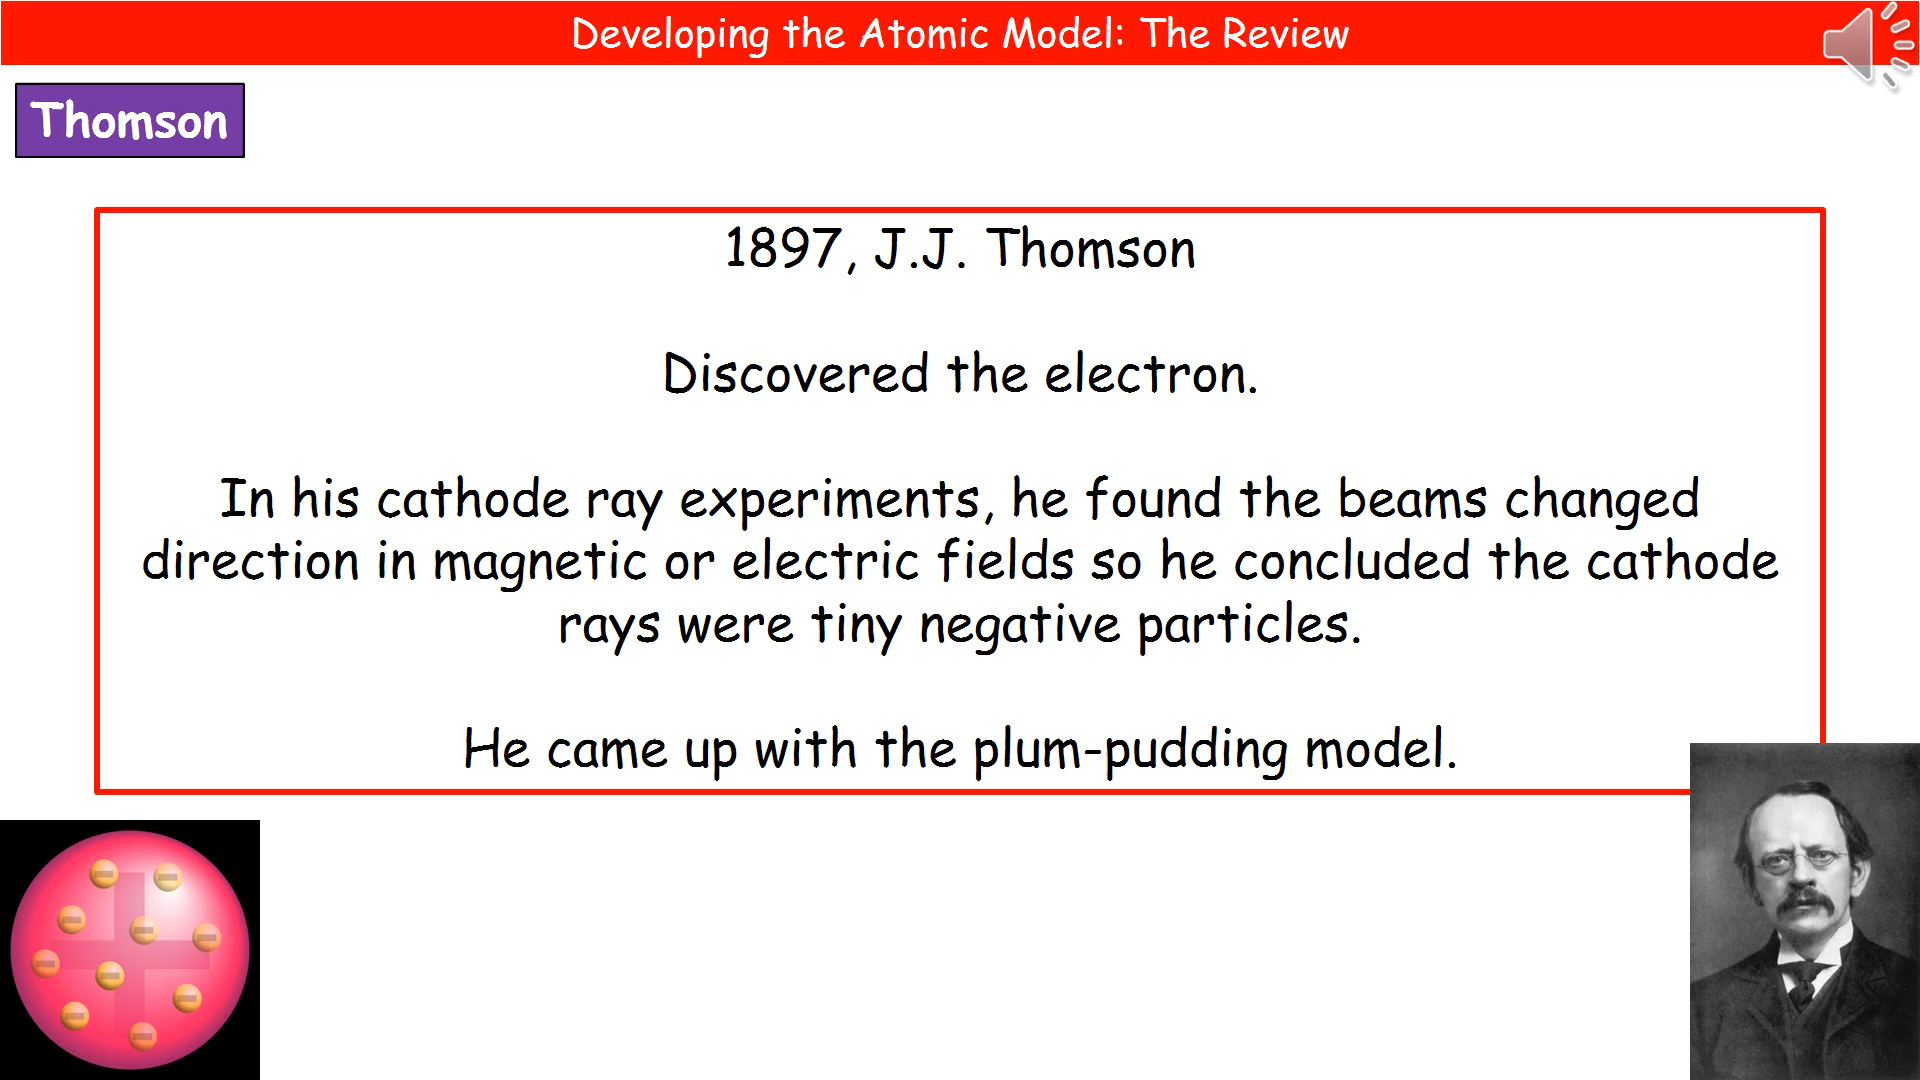 Developing the Atomic Model: The Review
Thomson
1897, J.J. Thomson
Discovered the electron.
In his cathode ray experiments, he found the beams changed
direction in magnetic or electric fields so he concluded the cathode
rays were tiny negative particles.
He came up with the plum-pudding model.